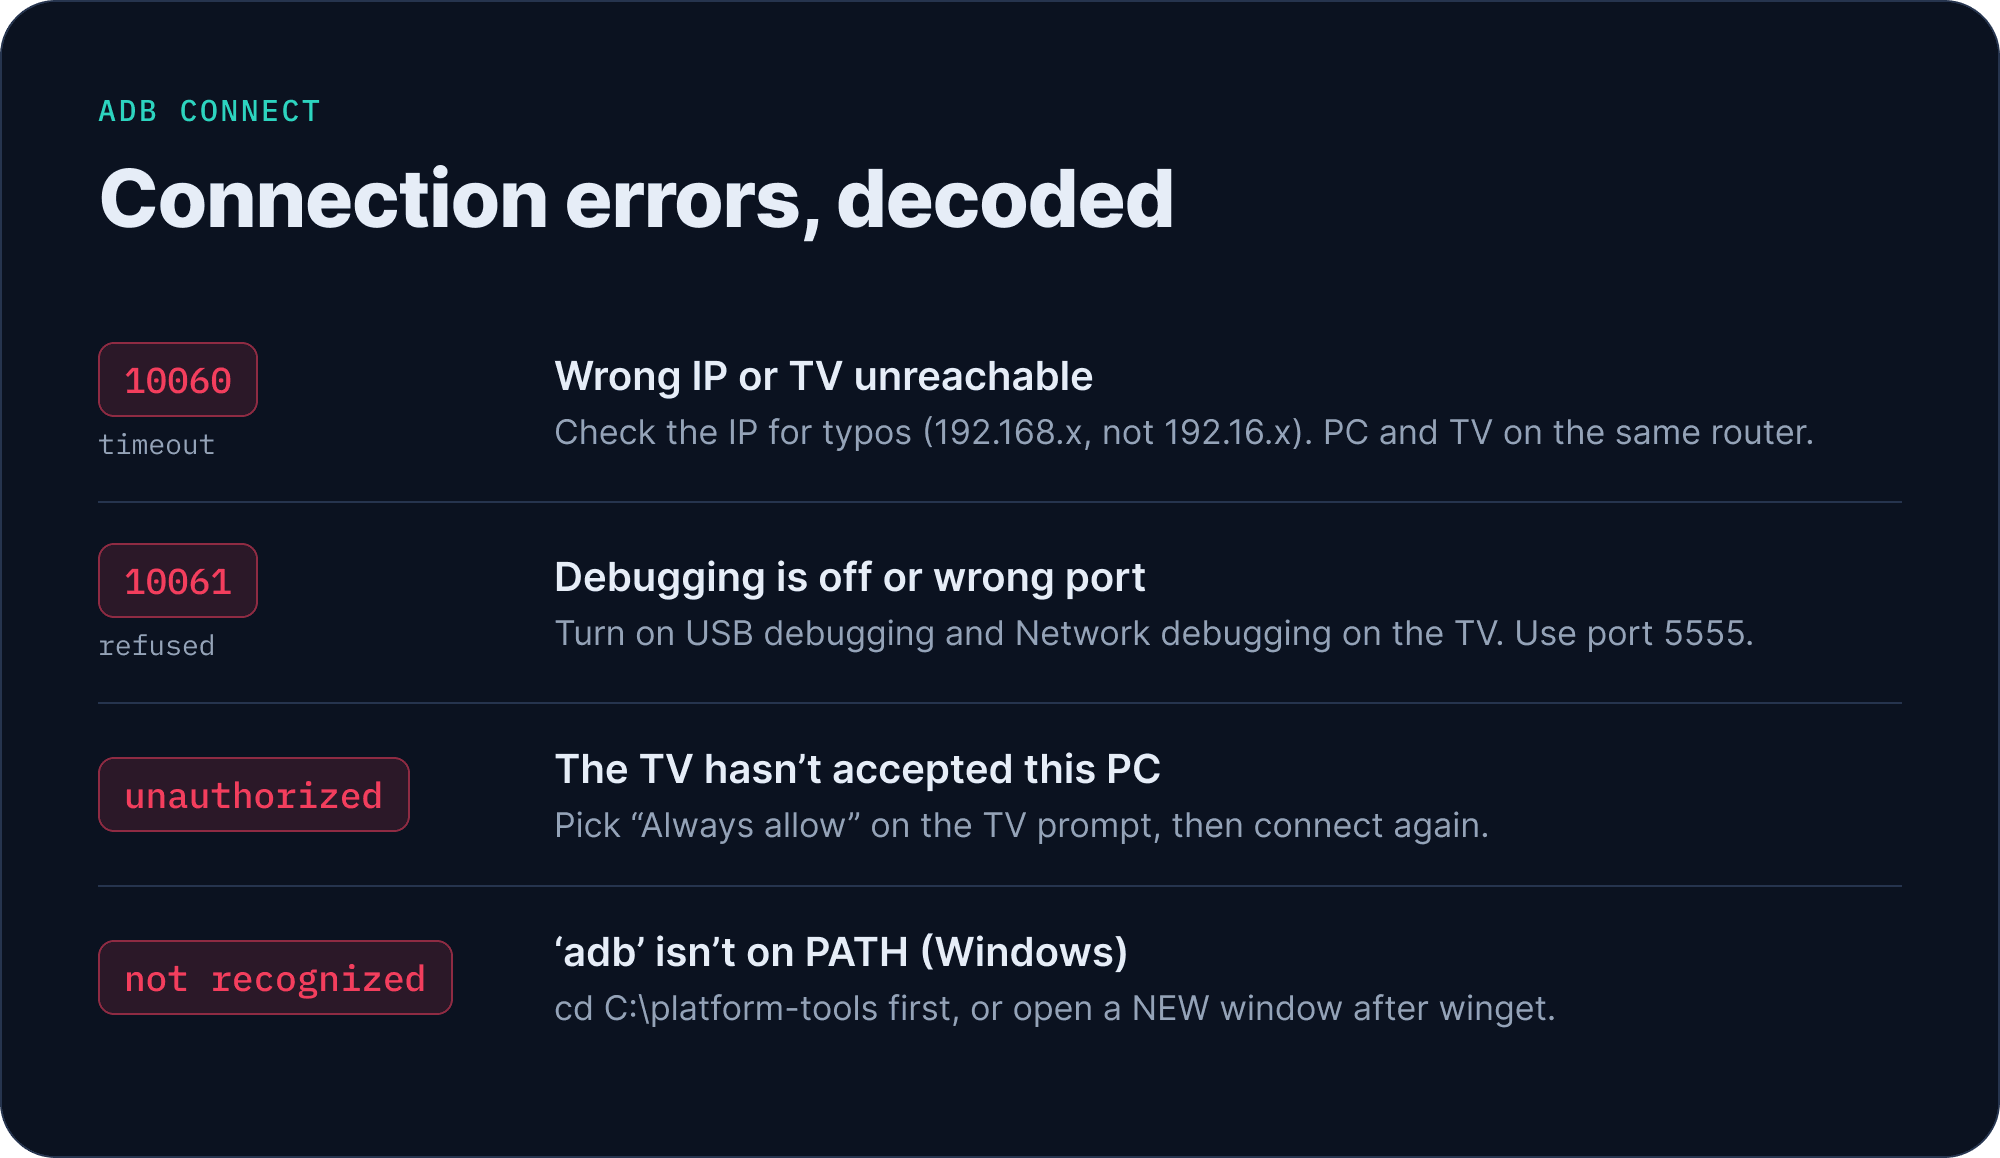 ADB CONNECT
Connection errors, decoded
10060
timeout
Wrong IP or TV unreachable
Check the IP for typos (192.168.x, not 192.16.x). PC and TV on the same router.
10061
refused
Debugging is off or wrong port
Turn on USB debugging and Network debugging on the TV. Use port 5555.
unauthorized
The TV hasn’t accepted this PC
Pick “Always allow” on the TV prompt, then connect again.
not recognized
‘adb’ isn’t on PATH (Windows)
cd C:\platform-tools first, or open a NEW window after winget.